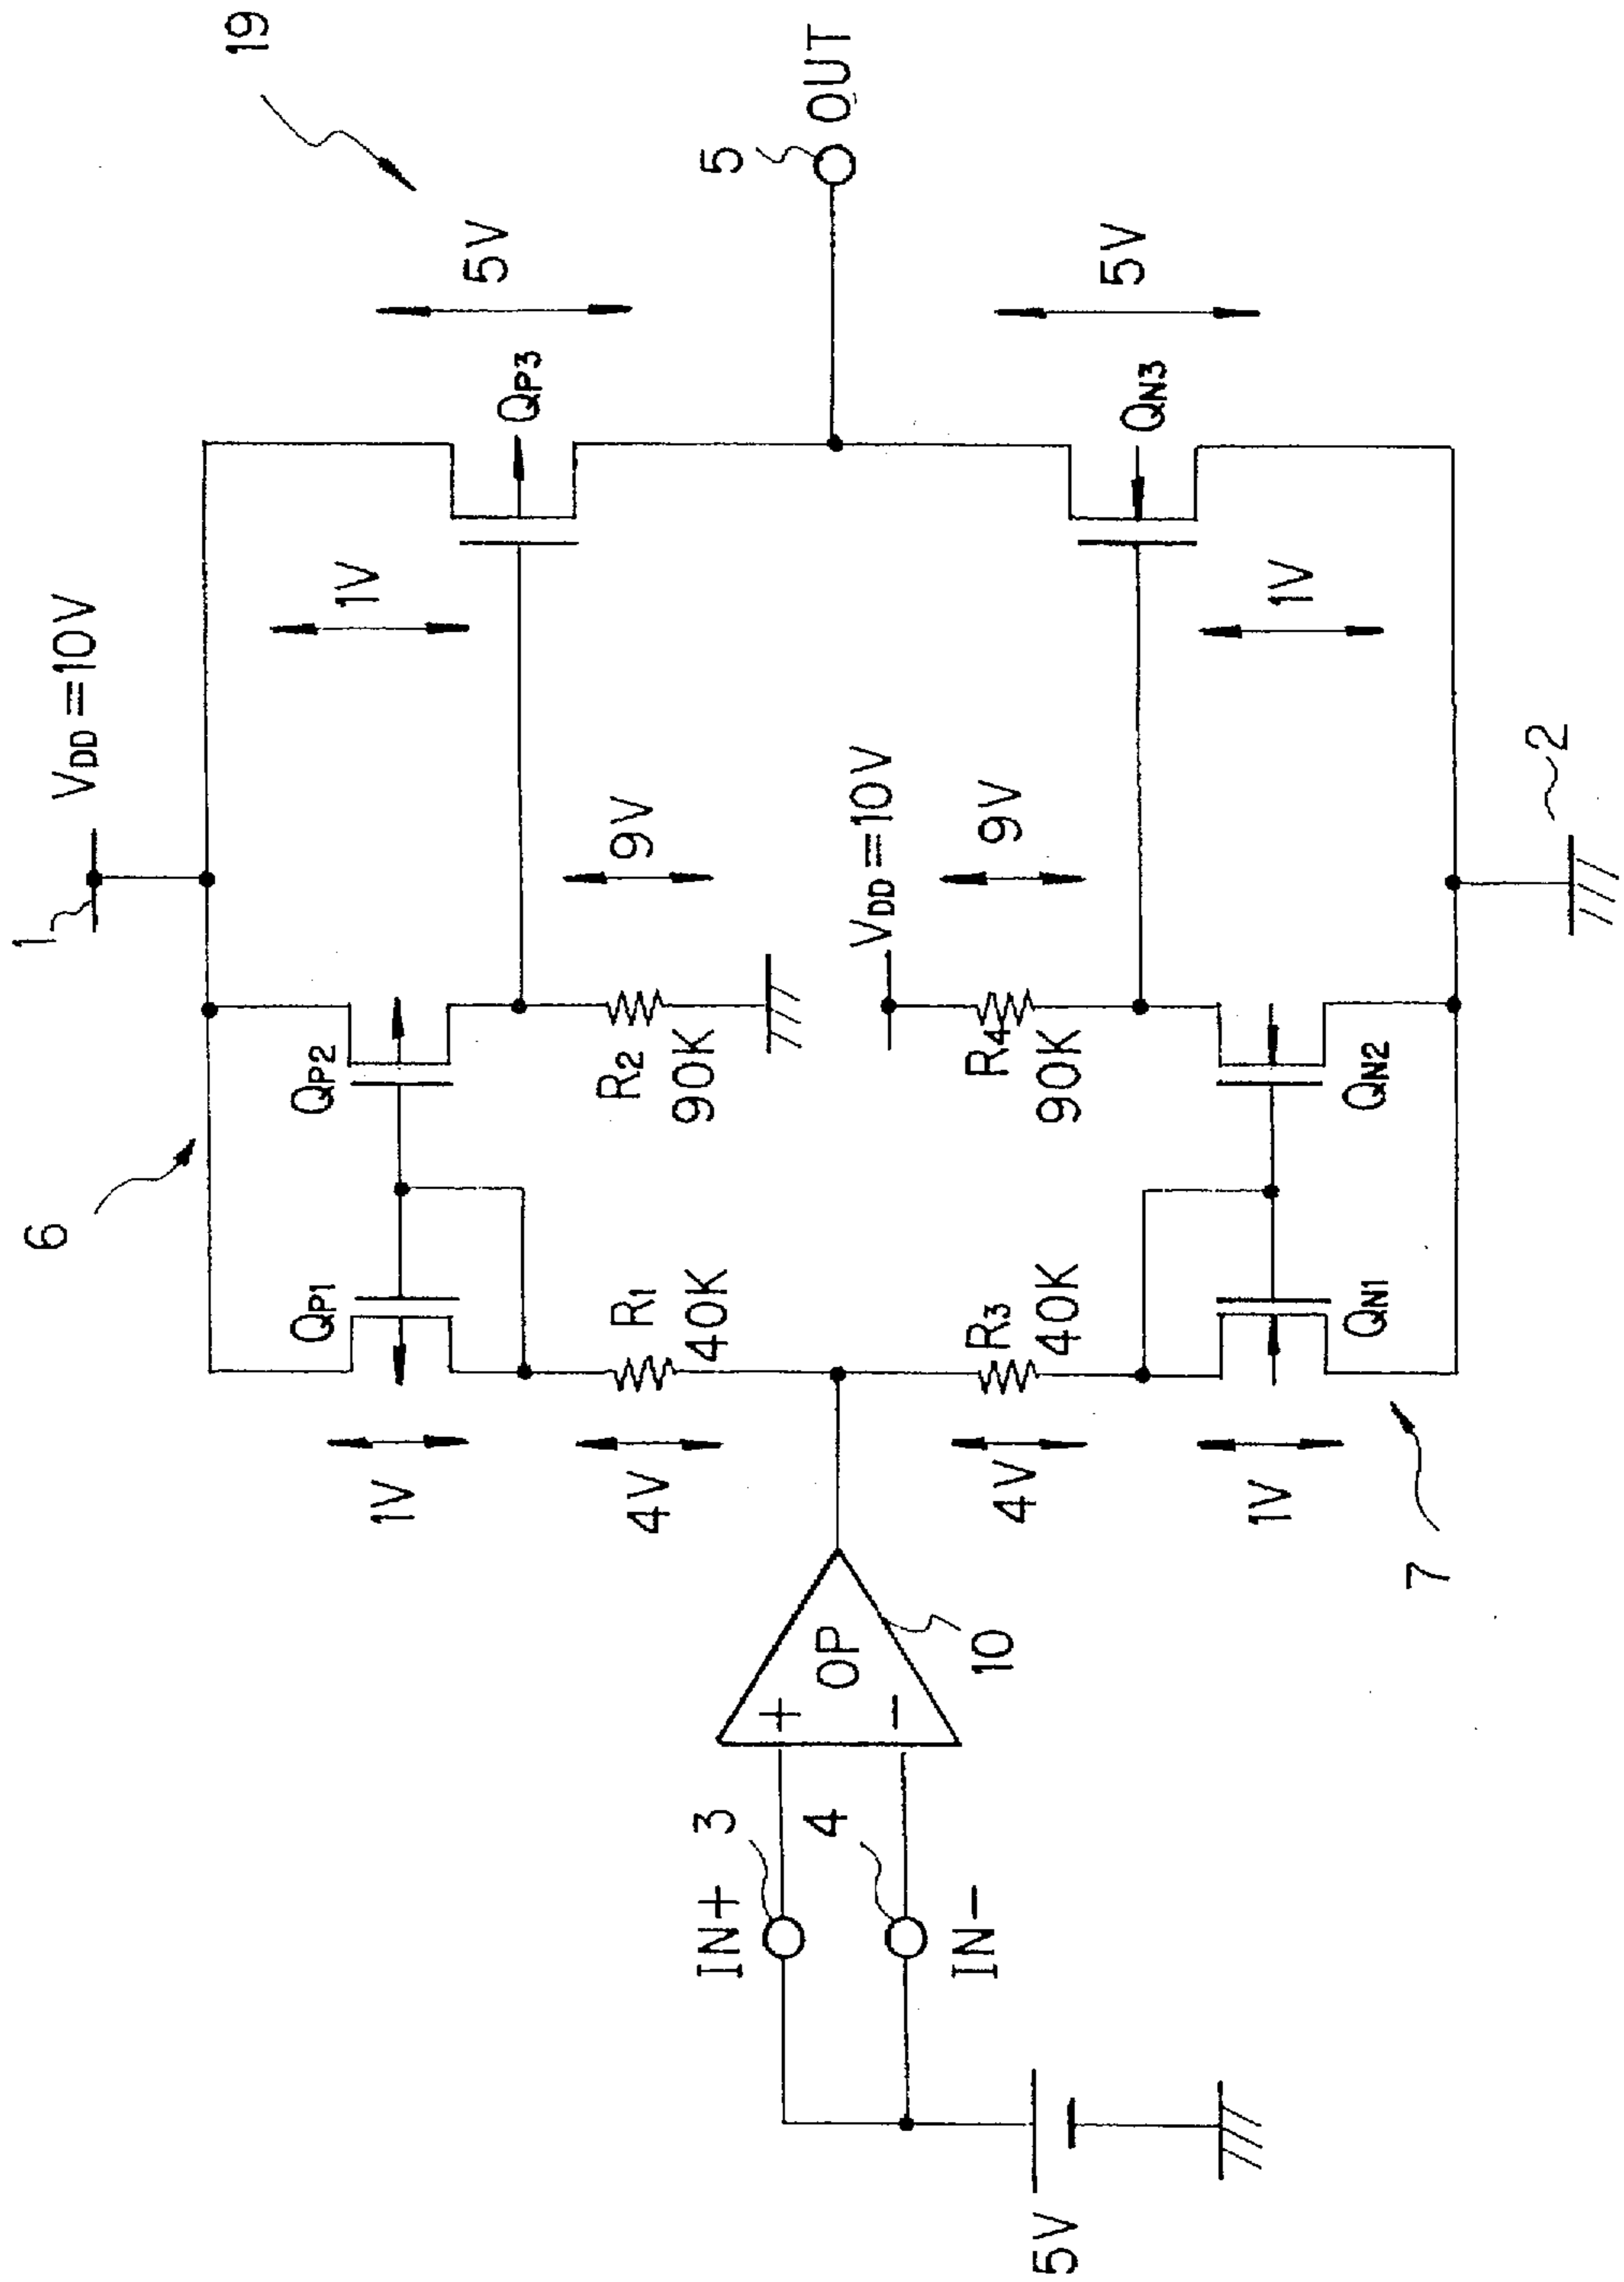 19
1
VDD=10V
6
QP1
QP2
QP3
1V
1V
5V
R1
40K
R2
90K
4V
9V
5
OUT
IN+
3
IN-
4
+
-
OP
10
VDD=10V
R3
40K
R4
90K
4V
9V
5V
5V
QN1
QN2
QN3
1V
1V
7
2